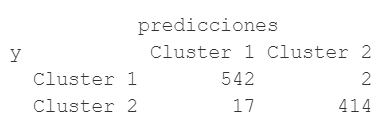 predicciones
y Cluster 1 Cluster 2
Cluster 1 542 2
Cluster 2 17 414